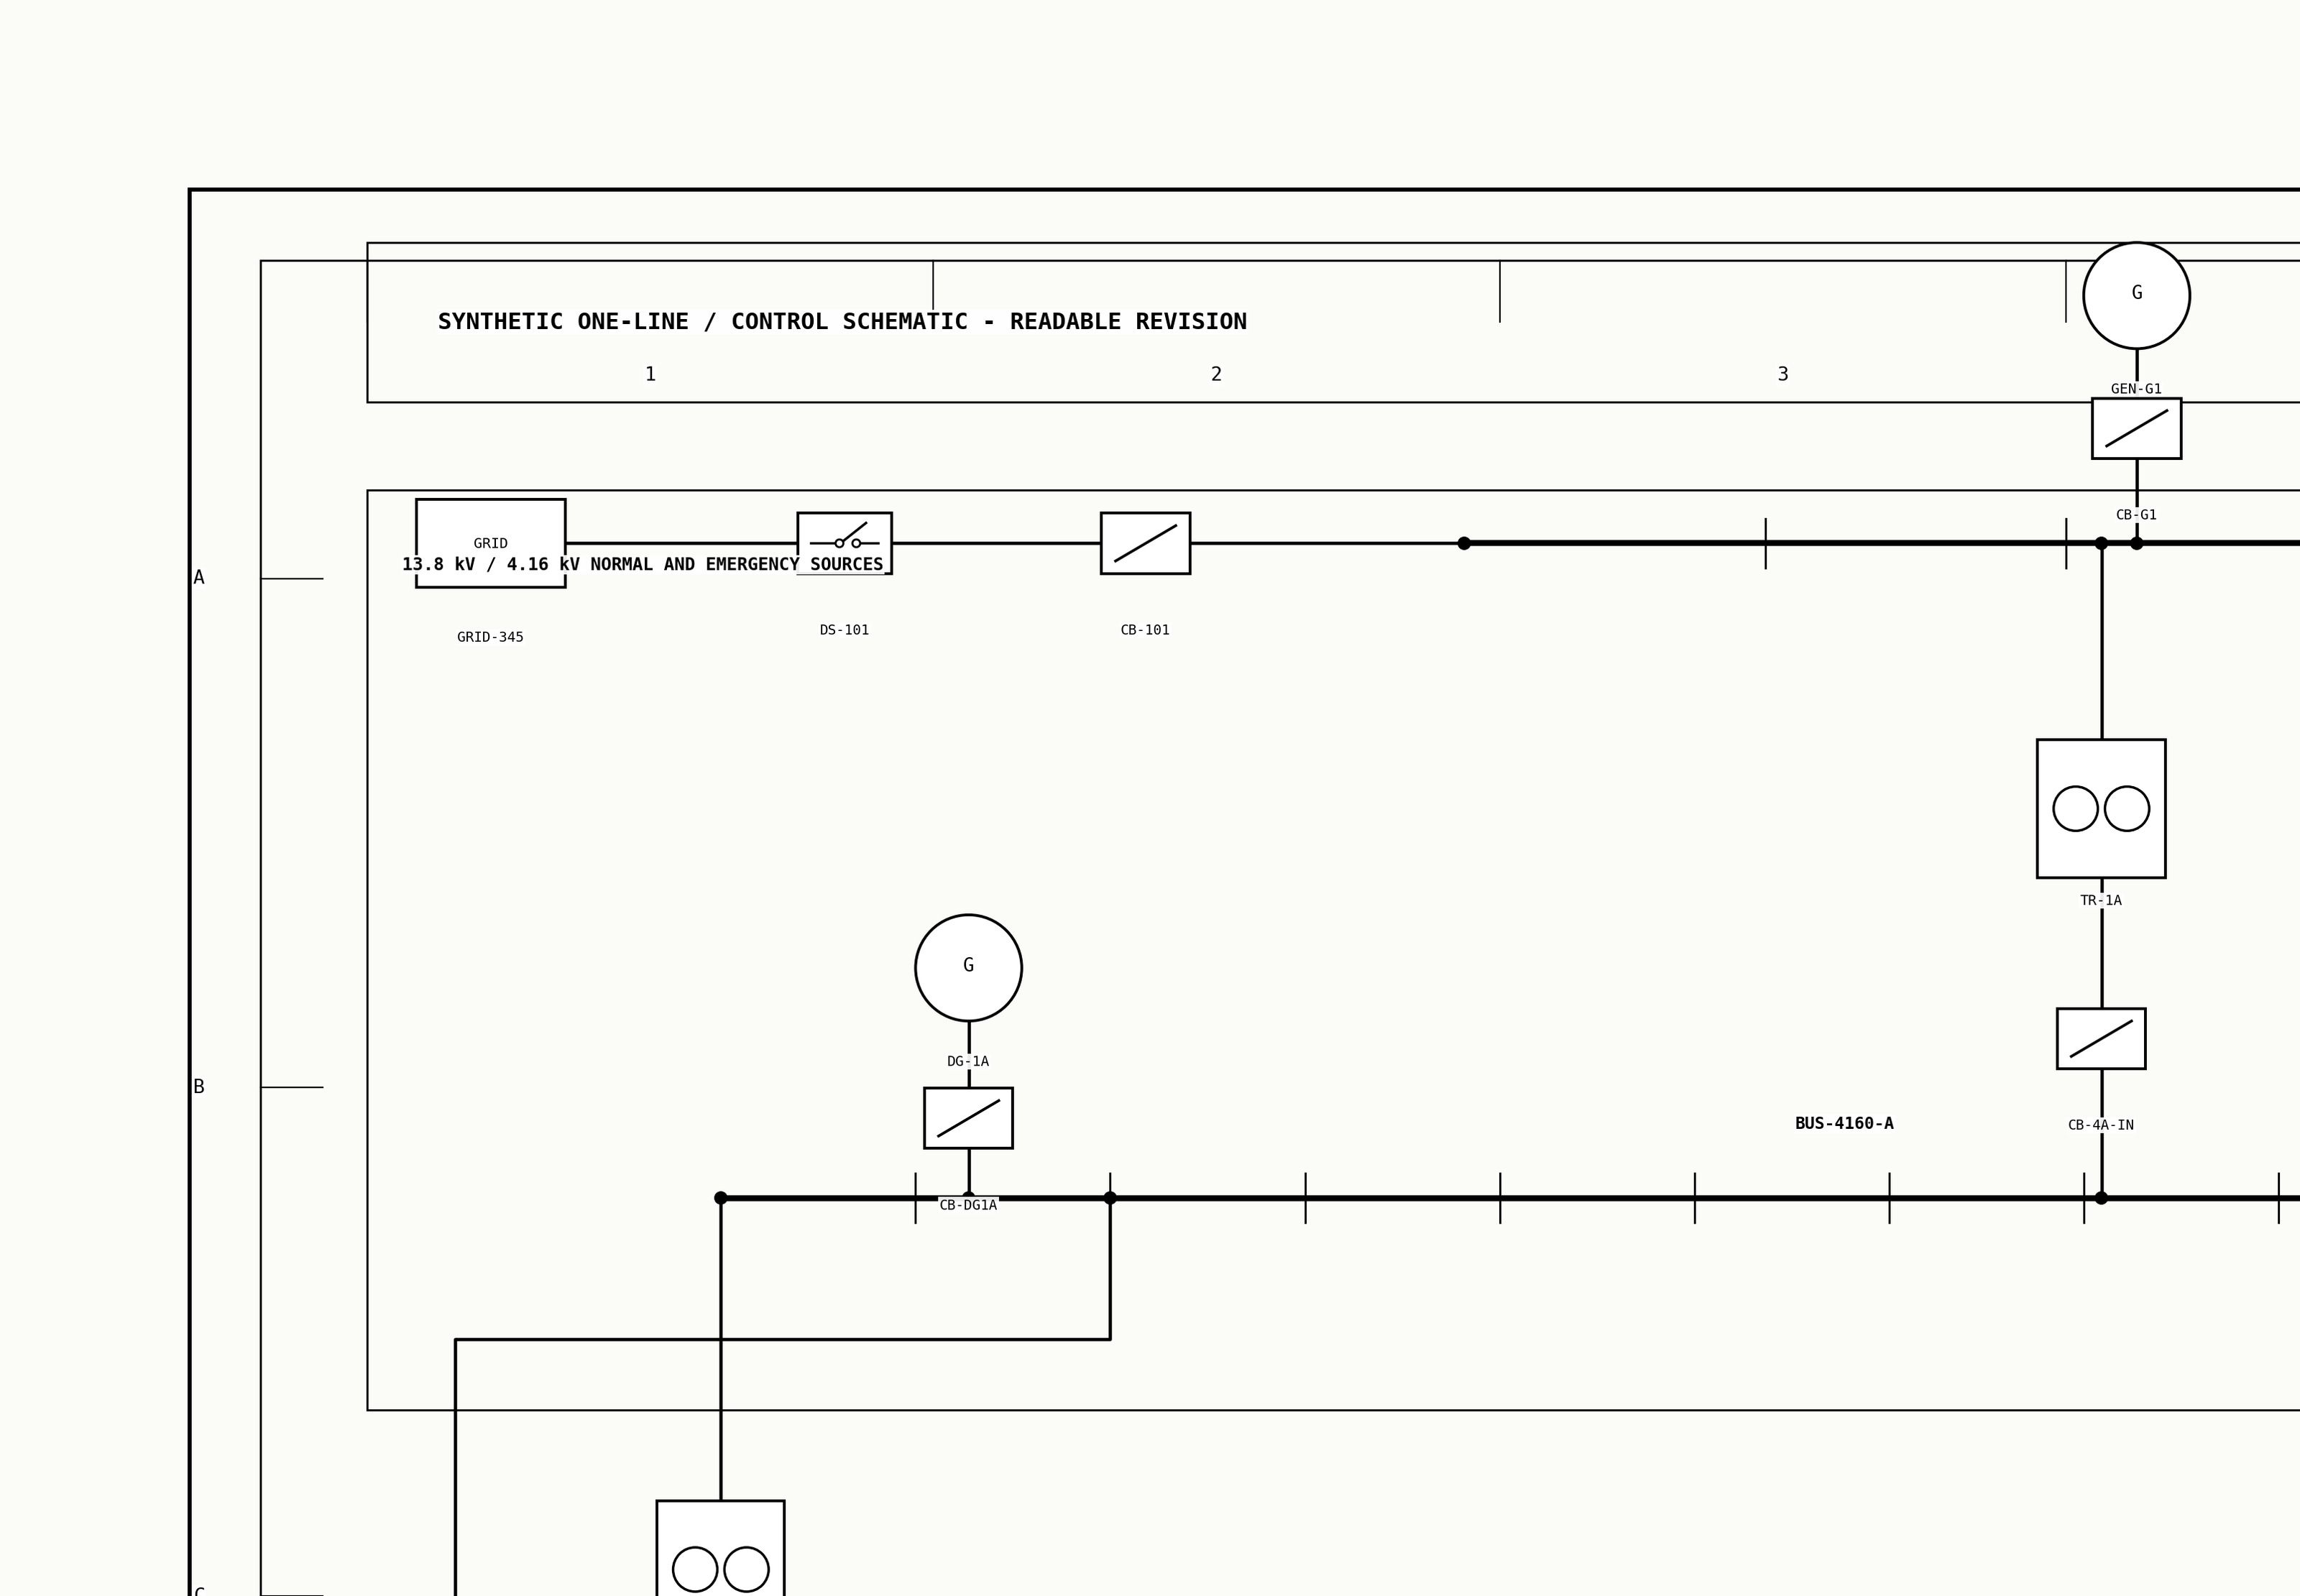 G
SYNTHETIC ONE-LINE / CONTROL SCHEMATIC - READABLE REVISION
1 2 3
GEN-G1
CB-G1
GRID
13.8 kV / 4.16 kV NORMAL AND EMERGENCY SOURCES
A
GRID-345
DS-101
CB-101
TR-1A
G
DG-1A
B
BUS-4160-A
CB-4A-IN
CB-DG1A
C